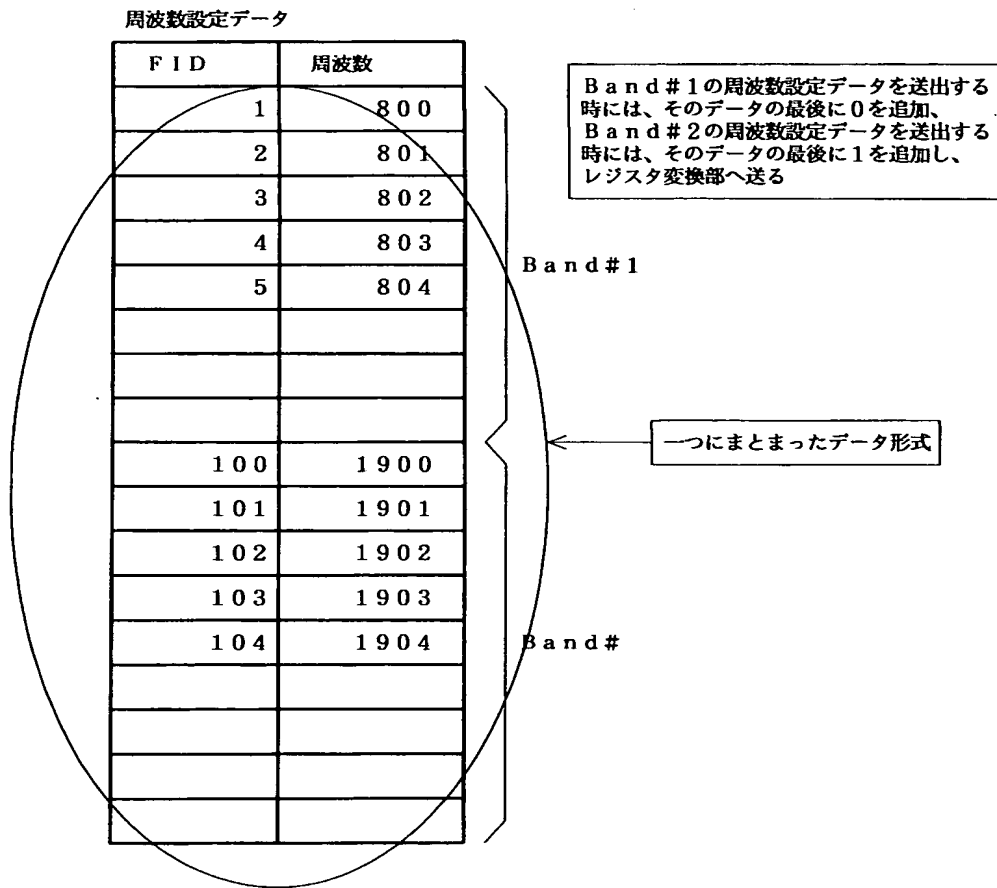 周波数設定データ
FID 周波数
1 800
2 801
3 802
4 803
5 804
100 1900
101 1901
102 1902
103 1903
104 1904
Band#1
Band#
Band#1の周波数設定データを送出する
時には、そのデータの最後に0を追加、
Band#2の周波数設定データを送出する
時には、そのデータの最後に1を追加し、
レジスタ変換部へ送る
一つにまとまったデータ形式